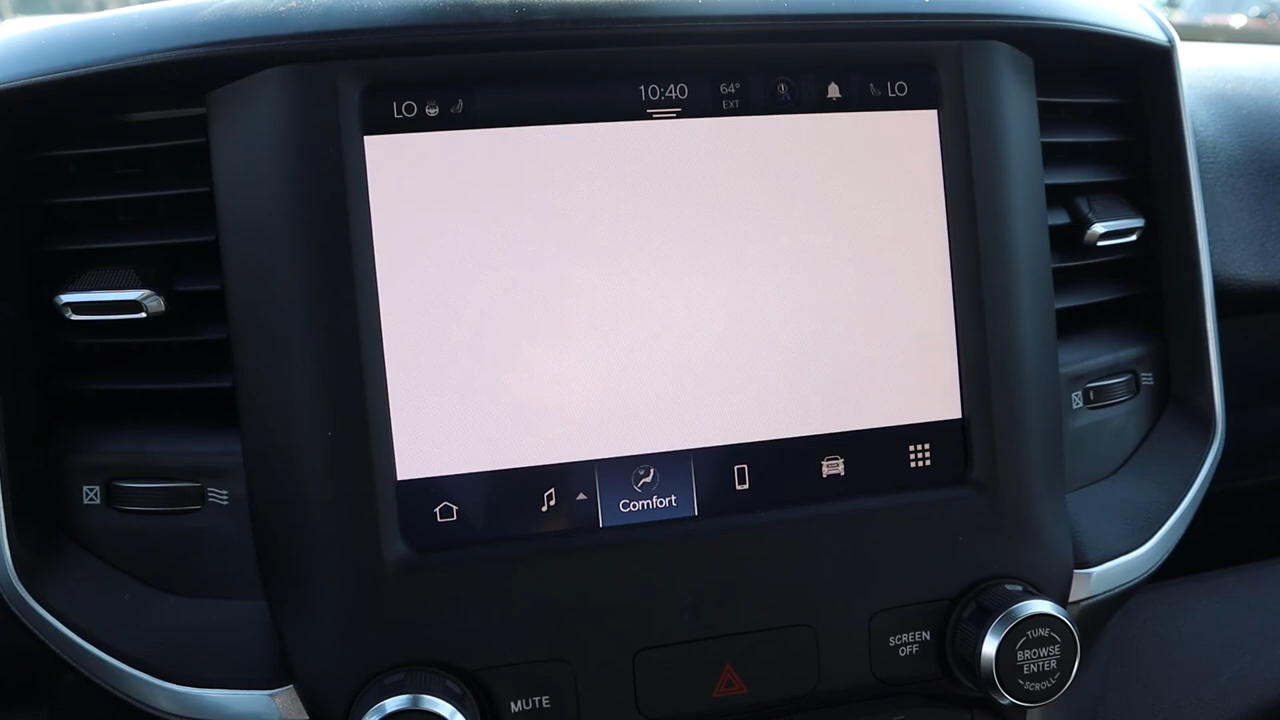 LO
10:40
64°
EXT
LO
Comfort
SCREEN
OFF
TUNE
BROWSE
ENTER
SCROLL
MUTE